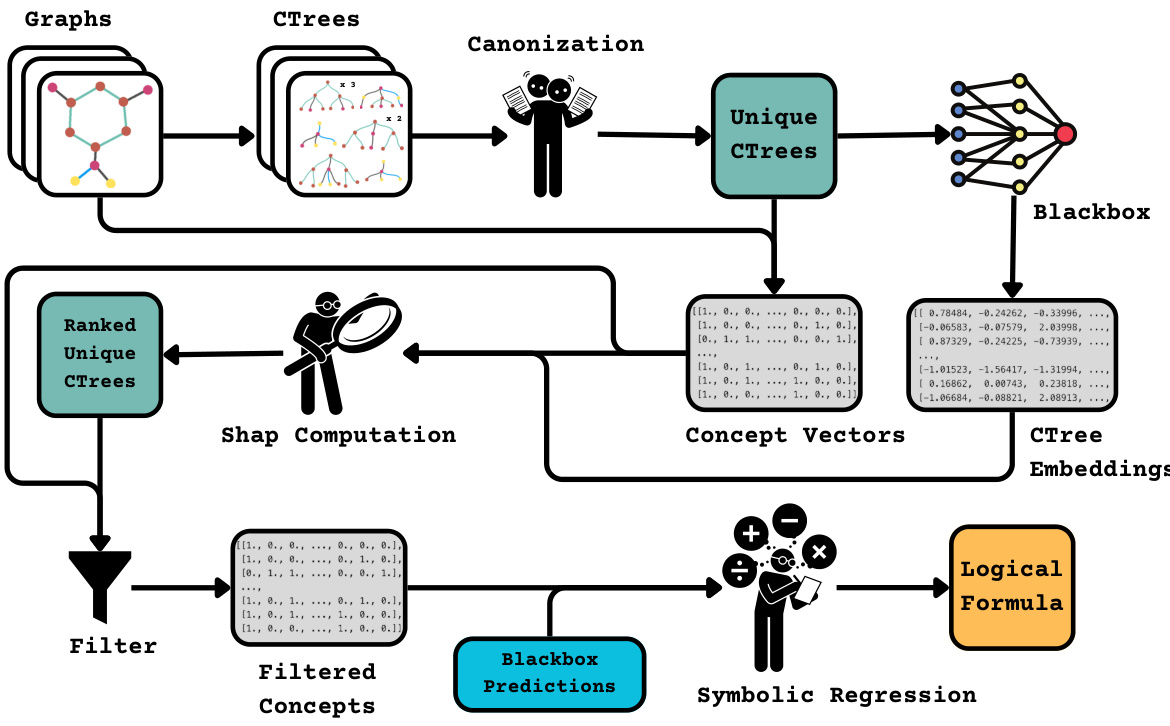 Graphs
CTrees
Canonization
x 3
x 2
Unique
CTrees
Blackbox
Ranked
Unique
CTrees
Shap Computation
[[1., 0., 0., ..., 0., 0., 0.],
[1., 0., 0., ..., 0., 1., 0.],
[0., 1., 1., ..., 0., 0., 1.],
...,
[1., 0., 1., ..., 0., 1., 0.],
[1., 0., 1., ..., 1., 0., 0.],
[1., 0., 0., ..., 1., 0., 0.]]
Concept Vectors
[[ 0.78484, -0.24262, -0.33996, ...,
[-0.06583, -0.07579, 2.03998, ...,
[ 0.87329, -0.24225, -0.73939, ...,
...,
[-1.01523, -1.56417, -1.31994, ...,
[ 0.16862, 0.00743, 0.23818, ...,
[-1.06684, -0.08821, 2.08913, ...,
CTree
Embeddings
Filter
[[1., 0., 0., ..., 0., 0., 0.],
[1., 0., 0., ..., 0., 1., 0.],
[0., 1., 1., ..., 0., 0., 1.],
...,
[1., 0., 1., ..., 0., 1., 0.],
[1., 0., 1., ..., 1., 0., 0.],
[1., 0., 0., ..., 1., 0., 0.]]
Filtered
Concepts
Blackbox
Predictions
+
−
×
÷
Symbolic Regression
Logical
Formula